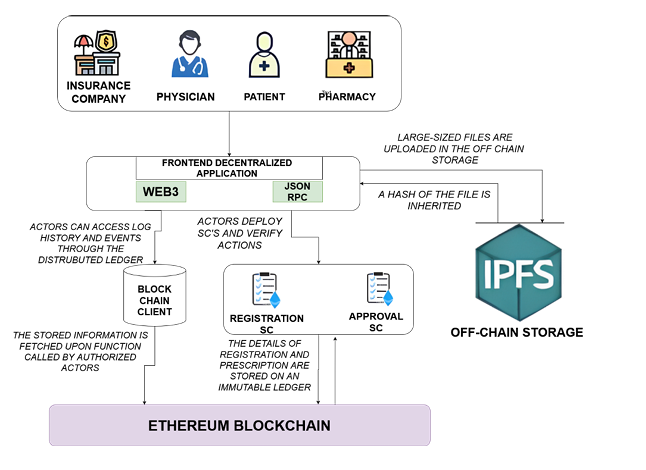 INSURANCE
COMPANY
PHYSICIAN
PATIENT
PHARMACY
FRONTEND DECENTRALIZED
APPLICATION
WEB3
JSON
RPC
LARGE-SIZED FILES ARE
UPLOADED IN THE OFF CHAIN
STORAGE
A HASH OF THE FILE IS
INHERITED
ACTORS CAN ACCESS LOG
HISTORY AND EVENTS
THROUGH THE
DISTRUBUTED LEDGER
ACTORS DEPLOY
SC'S AND VERIFY
ACTIONS
IPFS
OFF-CHAIN STORAGE
BLOCK
CHAIN
CLIENT
REGISTRATION
SC
APPROVAL
SC
THE STORED INFORMATION IS
FETCHED UPON FUNCTION
CALLED BY AUTHORIZED
ACTORS
THE DETAILS OF
REGISTRATION AND
PRESCRIPTION ARE
STORED ON AN
IMMUTABLE LEDGER
ETHEREUM BLOCKCHAIN